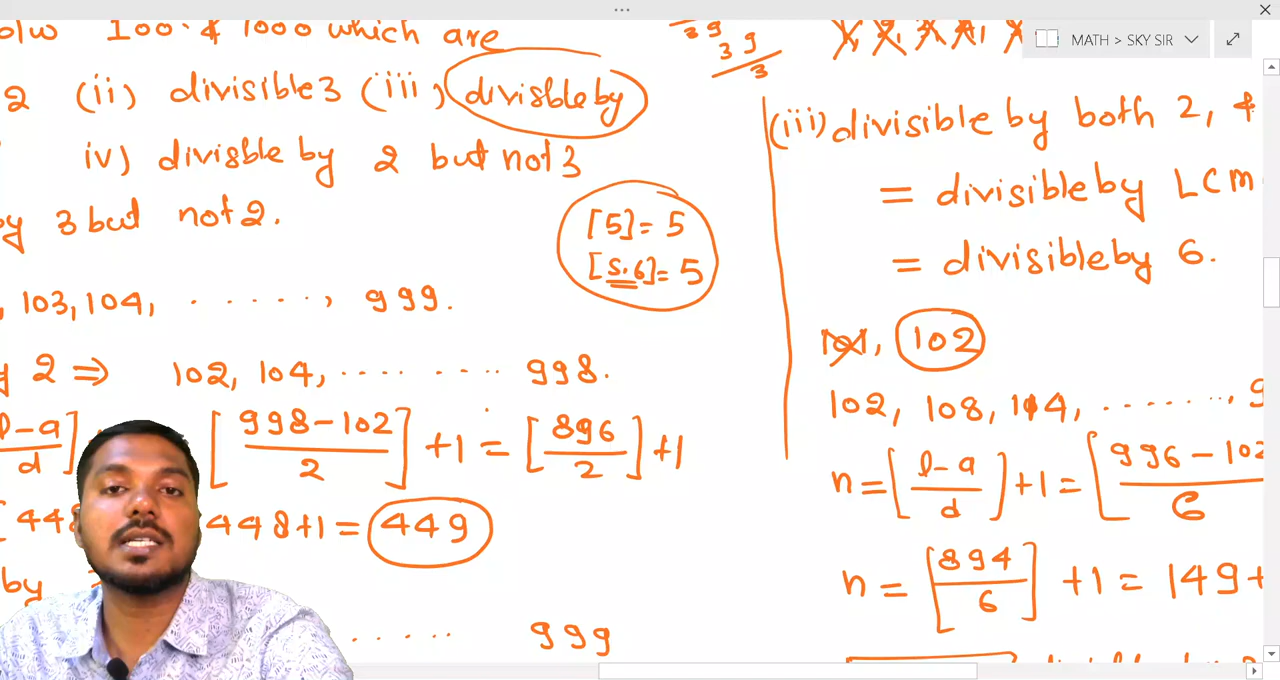 100 & 1000 which are
2 (ii) divisible 3 (iii) divisble by
iv) divisble by 2 but not 3
3 but not 2.
[5] = 5
[5.6] = 5
, 103, 104, ......, 999.
2 ⇒ 102, 104, ........ 998.
l-a/d] [998-102/2] +1 = [896/2] +1
448+1 = 449
by
..... 999
39
39
3
MATH > SKY SIR
(iii) divisible by both 2, &
= divisible by LCM
= divisible by 6.
101, 102
102, 108, 114, ......., 9
n = [l-a/d] +1 = [996-102/6
n = [894/6] +1 = 149+